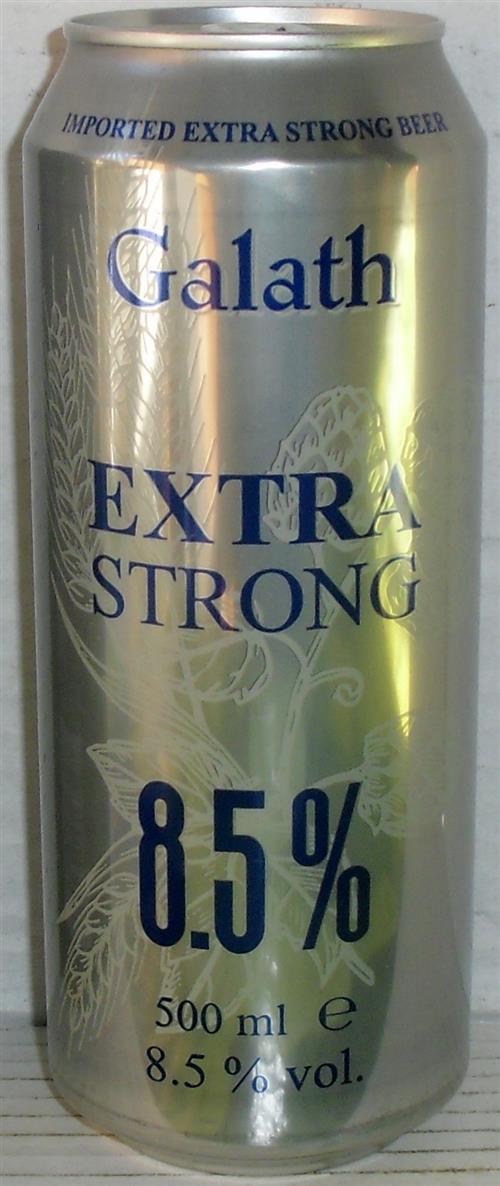 IMPORTED EXTRA STRONG BEER
Galath
EXTRA
STRONG
8.5%
500 ml ℮
8.5 % vol.